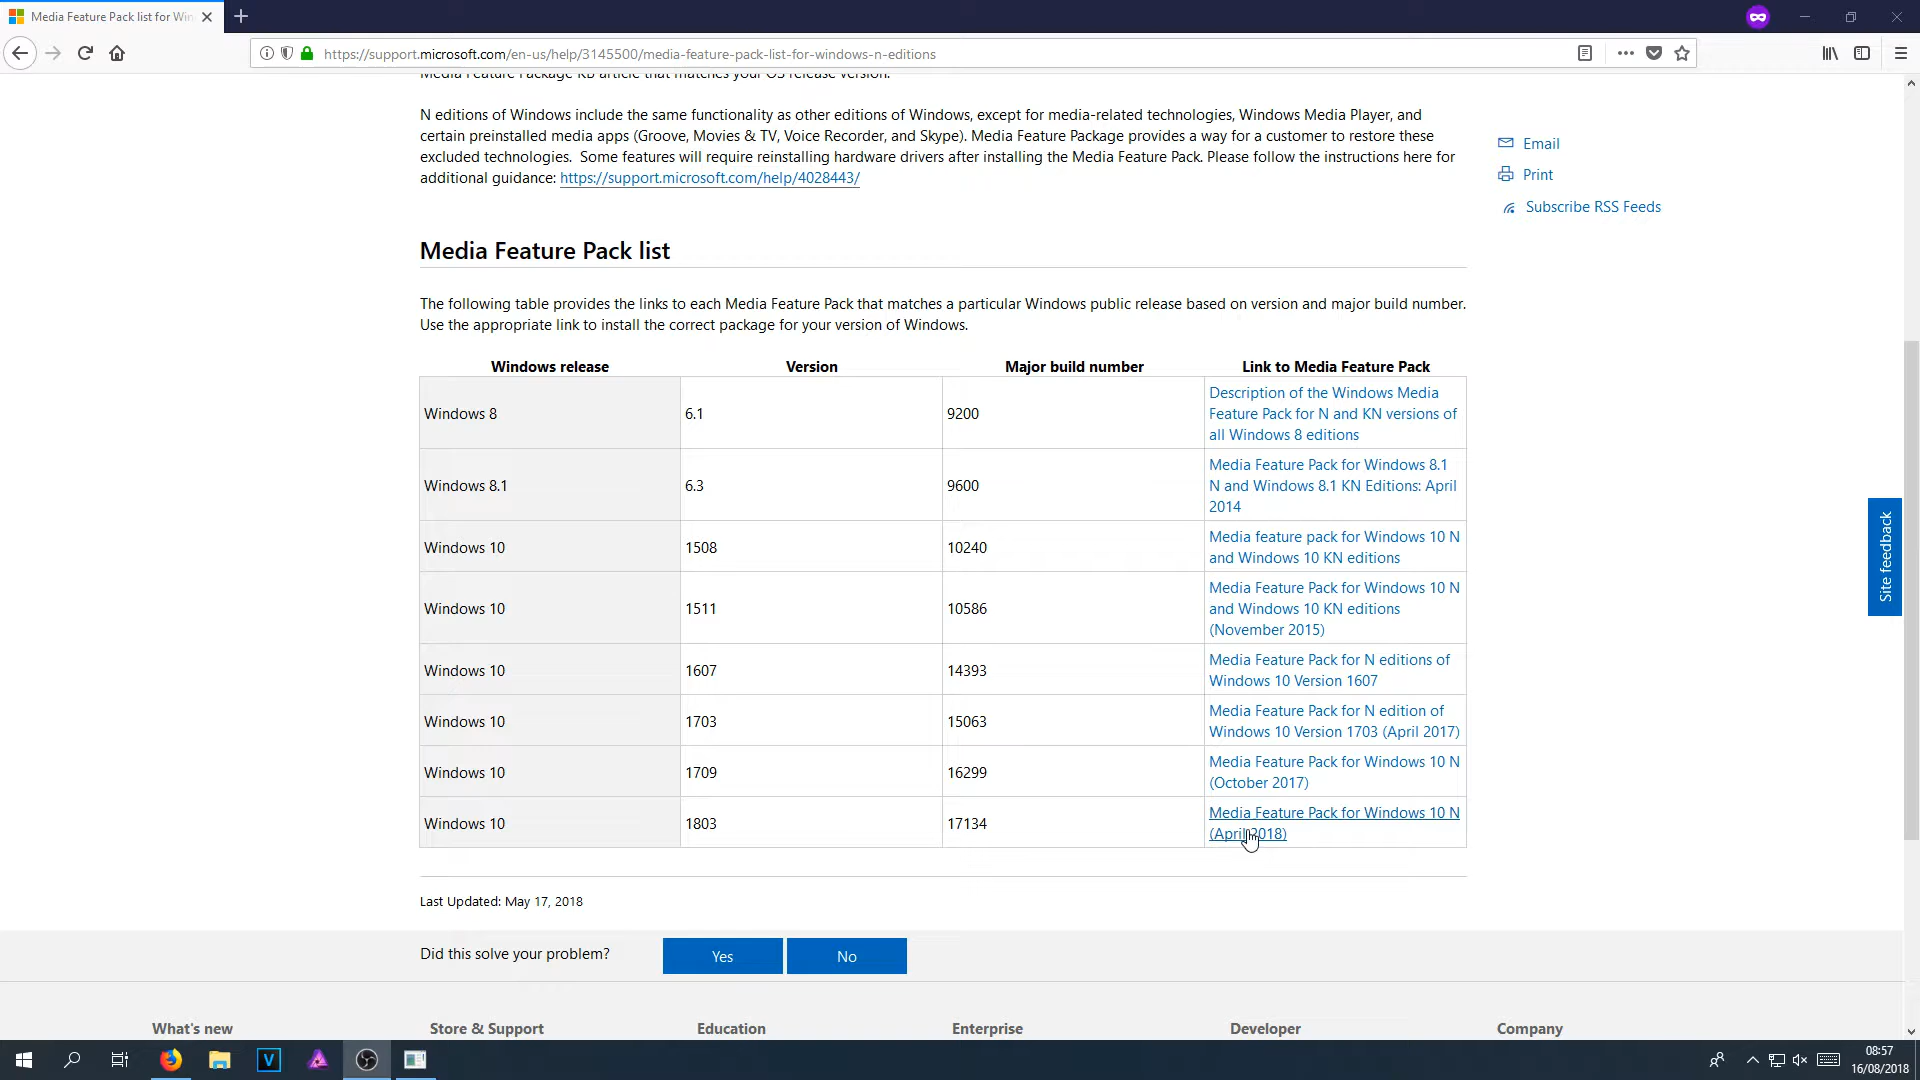 Media Feature Pack list for Win
https://support.microsoft.com/en-us/help/3145500/media-feature-pack-list-for-windows-n-editions
Media Feature Package KB article that matches your OS release version.
N editions of Windows include the same functionality as other editions of Windows, except for media-related technologies, Windows Media Player, and
certain preinstalled media apps (Groove, Movies & TV, Voice Recorder, and Skype). Media Feature Package provides a way for a customer to restore these
excluded technologies.  Some features will require reinstalling hardware drivers after installing the Media Feature Pack. Please follow the instructions here for
additional guidance: https://support.microsoft.com/help/4028443/
Email
Print
Subscribe RSS Feeds
Media Feature Pack list
The following table provides the links to each Media Feature Pack that matches a particular Windows public release based on version and major build number.
Use the appropriate link to install the correct package for your version of Windows.
Windows release Version Major build number Link to Media Feature Pack
Windows 8 6.1 9200 Description of the Windows Media
Feature Pack for N and KN versions of
all Windows 8 editions
Windows 8.1 6.3 9600 Media Feature Pack for Windows 8.1
N and Windows 8.1 KN Editions: April
2014
Windows 10 1508 10240 Media feature pack for Windows 10 N
and Windows 10 KN editions
Windows 10 1511 10586 Media Feature Pack for Windows 10 N
and Windows 10 KN editions
(November 2015)
Windows 10 1607 14393 Media Feature Pack for N editions of
Windows 10 Version 1607
Windows 10 1703 15063 Media Feature Pack for N edition of
Windows 10 Version 1703 (April 2017)
Windows 10 1709 16299 Media Feature Pack for Windows 10 N
(October 2017)
Windows 10 1803 17134 Media Feature Pack for Windows 10 N
(April 2018)
Site feedback
Last Updated: May 17, 2018
Did this solve your problem? Yes No
What's new Store & Support Education Enterprise Developer Company
V
08:57
16/08/2018